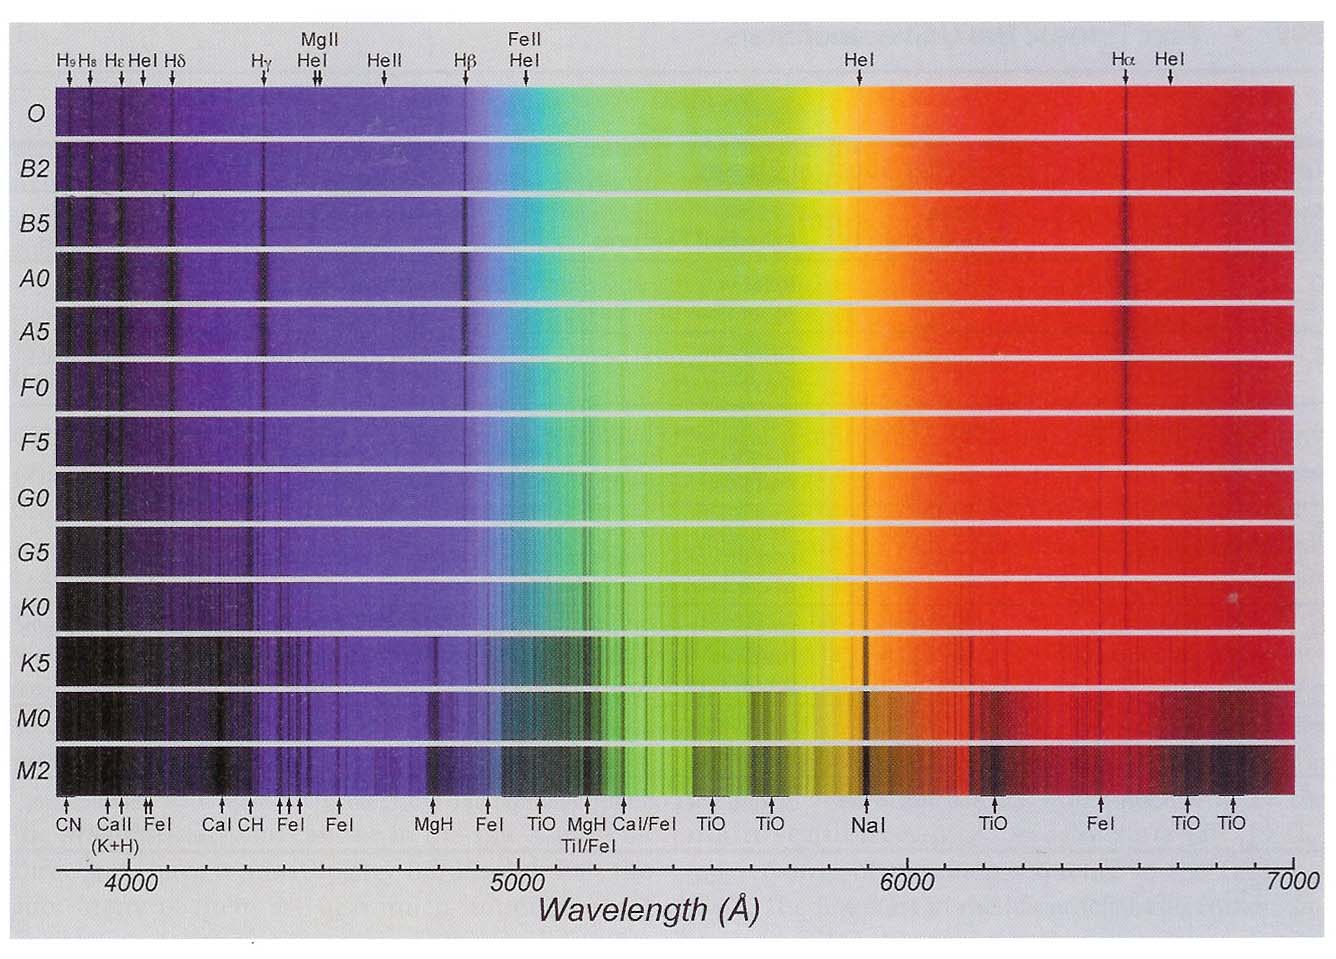 MgII FeII
H9 H8 Hε HeI Hδ Hγ HeI HeII Hβ HeI HeI Hα HeI
O
B2
B5
A0
A5
F0
F5
G0
G5
K0
K5
M0
M2
CN CaII FeI CaI CH FeI FeI MgH FeI TiO MgH CaI/FeI TiO TiO NaI TiO FeI TiO TiO
(K+H) TiI/FeI
4000 5000 6000 7000
Wavelength (Å)